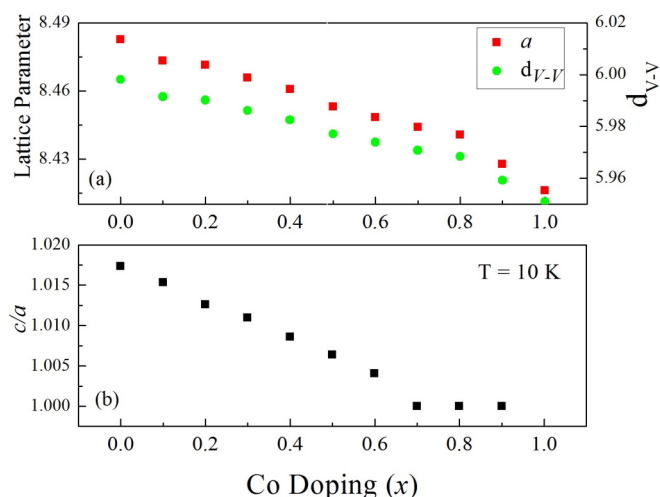 8.49
8.46
8.43
Lattice Parameter
a
d_{V-V}
6.02
6.00
5.98
5.96
d_{V-V}
(a)
0.0 0.2 0.4 0.6 0.8 1.0
1.020
1.015
1.010
1.005
1.000
c/a
T = 10 K
(b)
0.0 0.2 0.4 0.6 0.8 1.0
Co Doping (x)